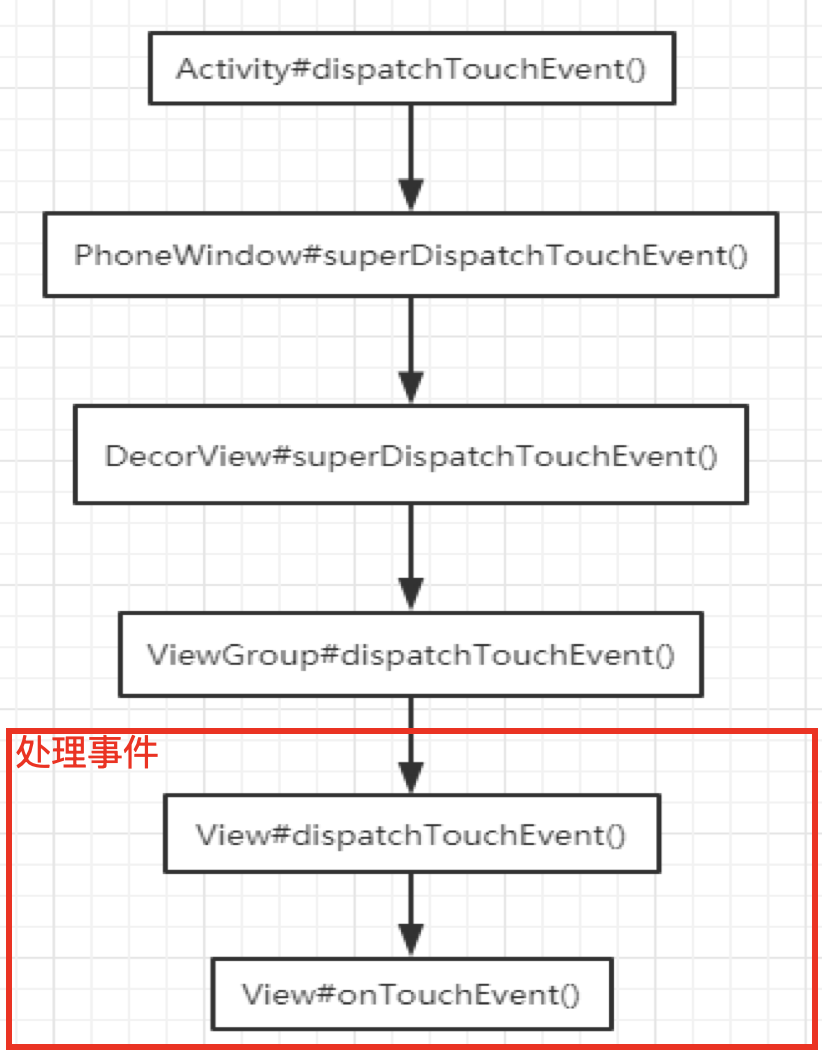 Activity#dispatchTouchEvent()
PhoneWindow#superDispatchTouchEvent()
DecorView#superDispatchTouchEvent()
ViewGroup#dispatchTouchEvent()
处理事件
View#dispatchTouchEvent()
View#onTouchEvent()